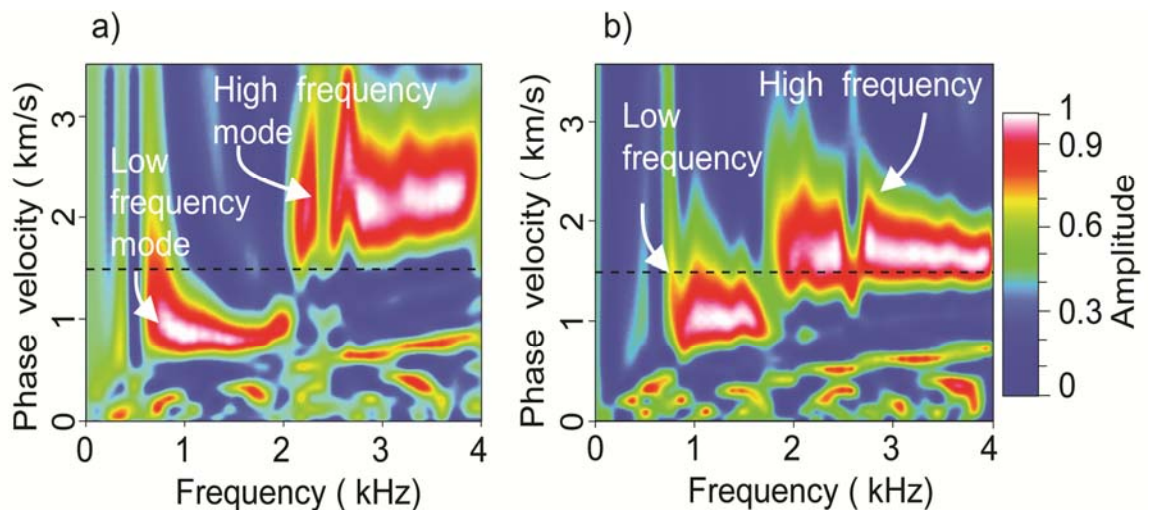 a)
High frequency
mode
Low
frequency
mode
Phase velocity ( km/s)
3
2
1
0
0 1 2 3 4
Frequency ( kHz)
b)
High frequency
Low
frequency
Phase velocity ( km/s)
3
2
1
0
0 1 2 3 4
Frequency ( kHz)
1
0.9
0.6
0.3
0
Amplitude